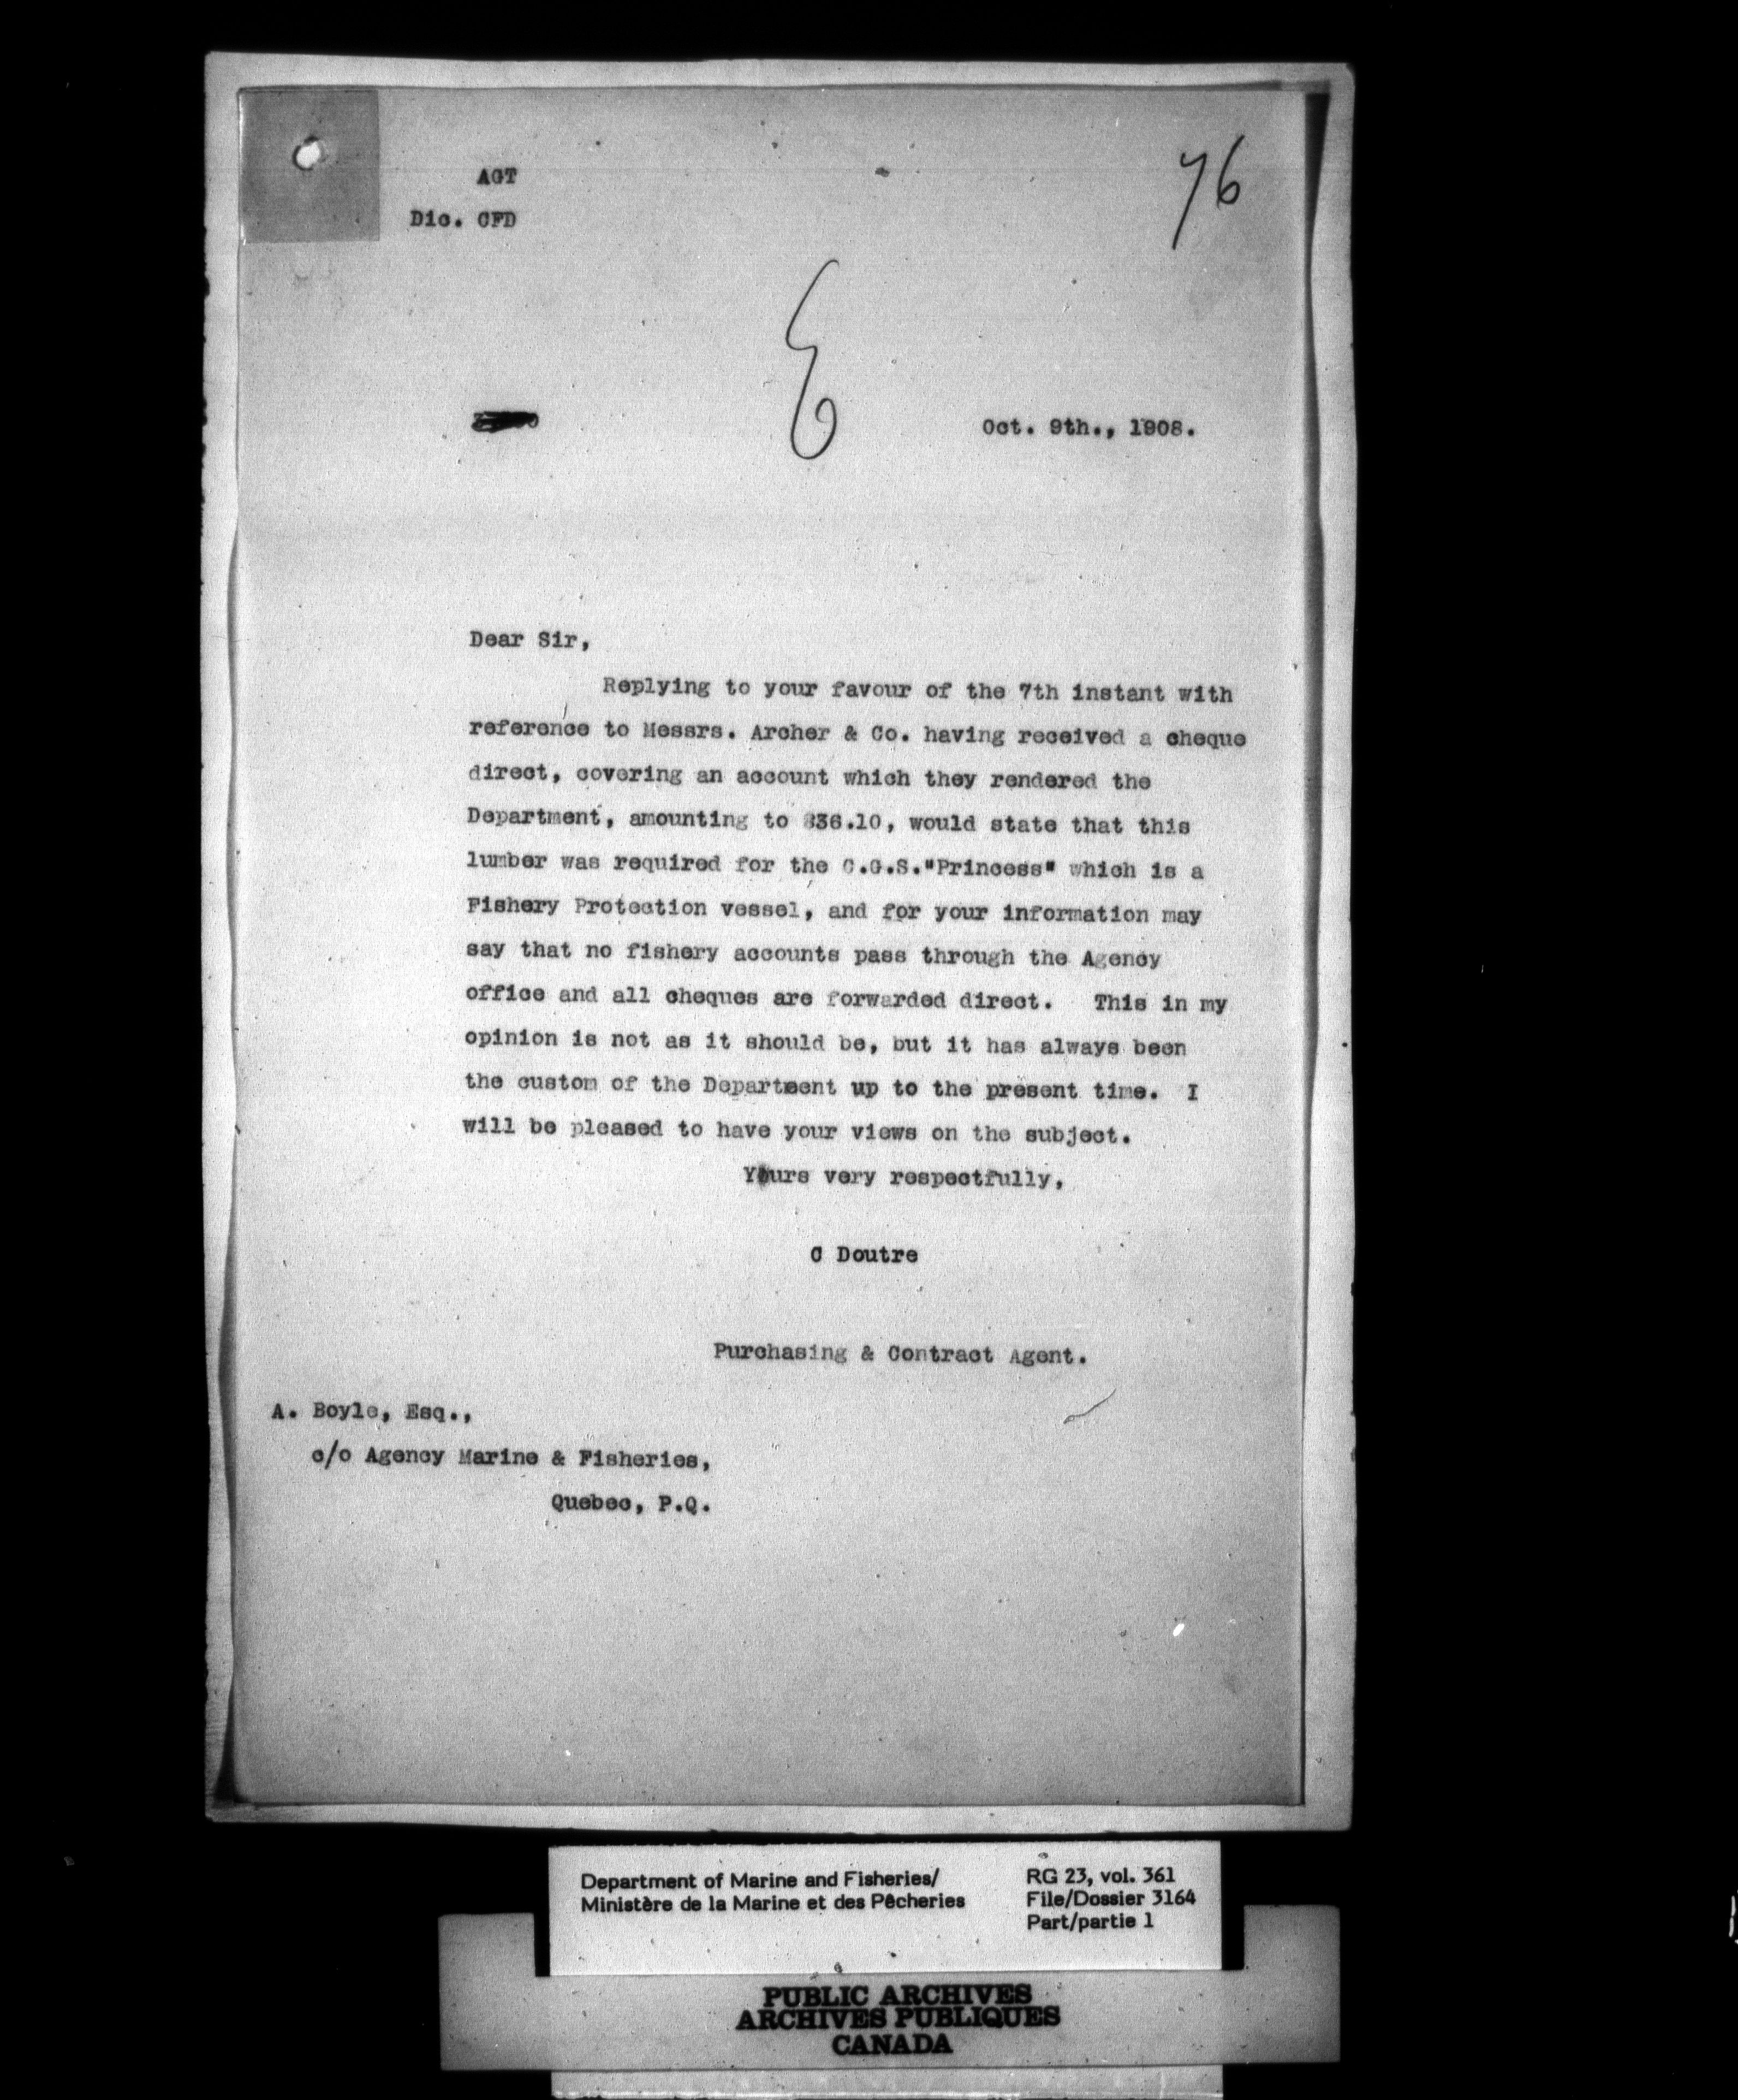 AGT
76
Dic. CFD
Oct. 9th., 1908.
Dear Sir,
Replying to your favour of the 7th instant with
reference to Messrs. Archer & Co. having received a cheque
direct, covering an account which they rendered the
Department, amounting to $36.10, would state that this
lumber was required for the C.G.S."Princess" which is a
Fishery Protection vessel, and for your information may
say that no fishery accounts pass through the Agency
office and all cheques are forwarded direct. This in my
opinion is not as it should be, but it has always been
the custom of the Department up to the present time. I
will be pleased to have your views on the subject.
Yours very respectfully,
C Doutre
Purchasing & Contract Agent.
A. Boyle, Esq.,
c/o Agency Marine & Fisheries,
Quebec, P.Q.
Department of Marine and Fisheries/
Ministère de la Marine et des Pêcheries
RG 23, vol. 361
File/Dossier 3164
Part/partie 1
PUBLIC ARCHIVES
ARCHIVES PUBLIQUES
CANADA